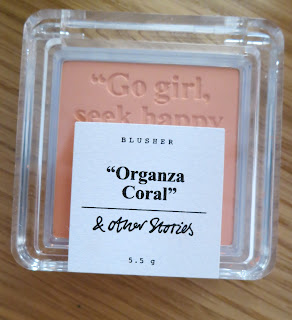 “Go girl,
seek happy
BLUSHER
“Organza
Coral”
& other Stories
5.5 g